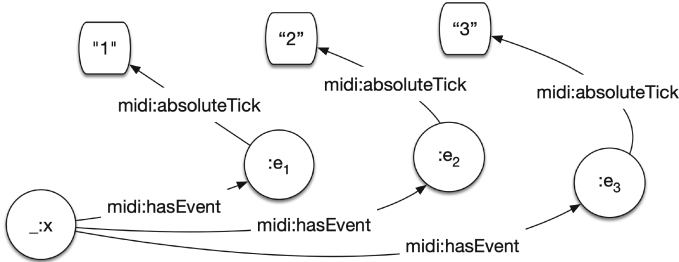 "1"
“2”
“3”
midi:absoluteTick
midi:absoluteTick
midi:absoluteTick
:e1
:e2
:e3
_:x
midi:hasEvent
midi:hasEvent
midi:hasEvent